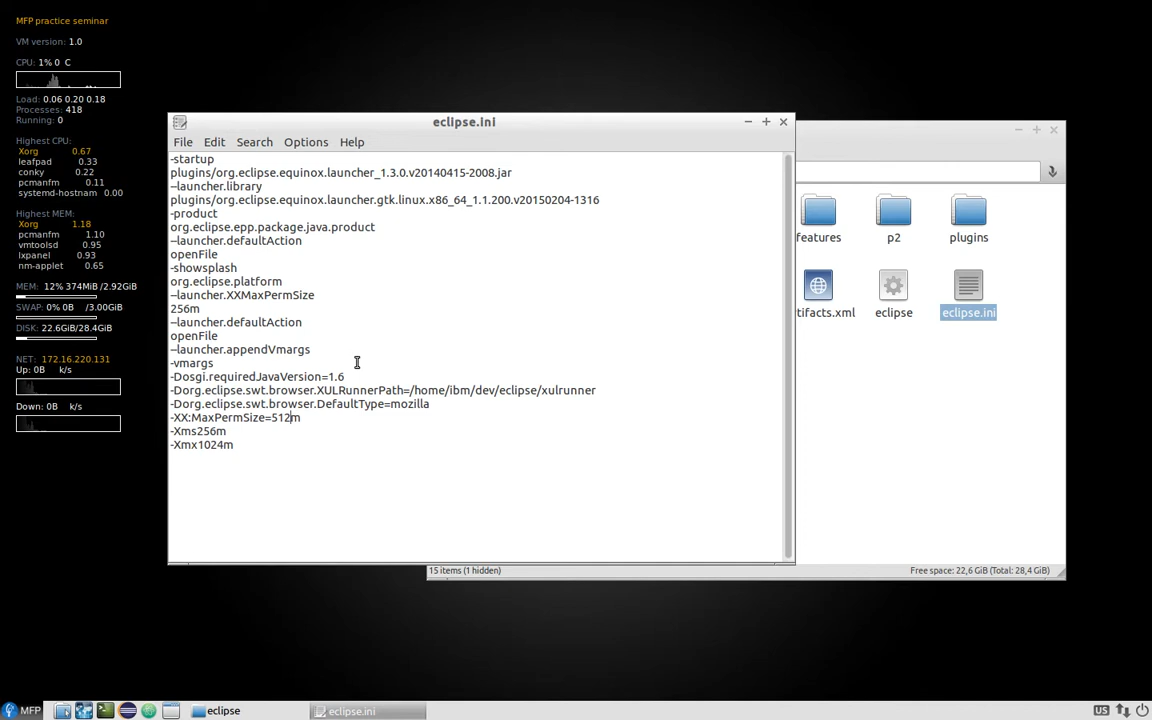 MFP practice seminar
VM version: 1.0
CPU: 1% 0 C
Load: 0.06 0.20 0.18
Processes: 418
Running: 0
Highest CPU:
Xorg 0.67
leafpad 0.33
conky 0.22
pcmanfm 0.11
systemd-hostnam 0.00
Highest MEM:
Xorg 1.18
pcmanfm 1.10
vmtoolsd 0.95
lxpanel 0.93
nm-applet 0.65
MEM: 12% 374MiB /2.92GiB
SWAP: 0% 0B /3.00GiB
DISK: 22.6GiB/28.4GiB
NET: 172.16.220.131
Up: 0B k/s
Down: 0B k/s
eclipse.ini
File Edit Search Options Help
-startup
plugins/org.eclipse.equinox.launcher_1.3.0.v20140415-2008.jar
--launcher.library
plugins/org.eclipse.equinox.launcher.gtk.linux.x86_64_1.1.200.v20150204-1316
-product
org.eclipse.epp.package.java.product
--launcher.defaultAction
openFile
-showsplash
org.eclipse.platform
--launcher.XXMaxPermSize
256m
--launcher.defaultAction
openFile
--launcher.appendVmargs
-vmargs
-Dosgi.requiredJavaVersion=1.6
-Dorg.eclipse.swt.browser.XULRunnerPath=/home/ibm/dev/eclipse/xulrunner
-Dorg.eclipse.swt.browser.DefaultType=mozilla
-XX:MaxPermSize=512m
-Xms256m
-Xmx1024m
features p2 plugins
tifacts.xml eclipse eclipse.ini
15 items (1 hidden) Free space: 22,6 GiB (Total: 28,4 GiB)
MFP eclipse eclipse.ini US